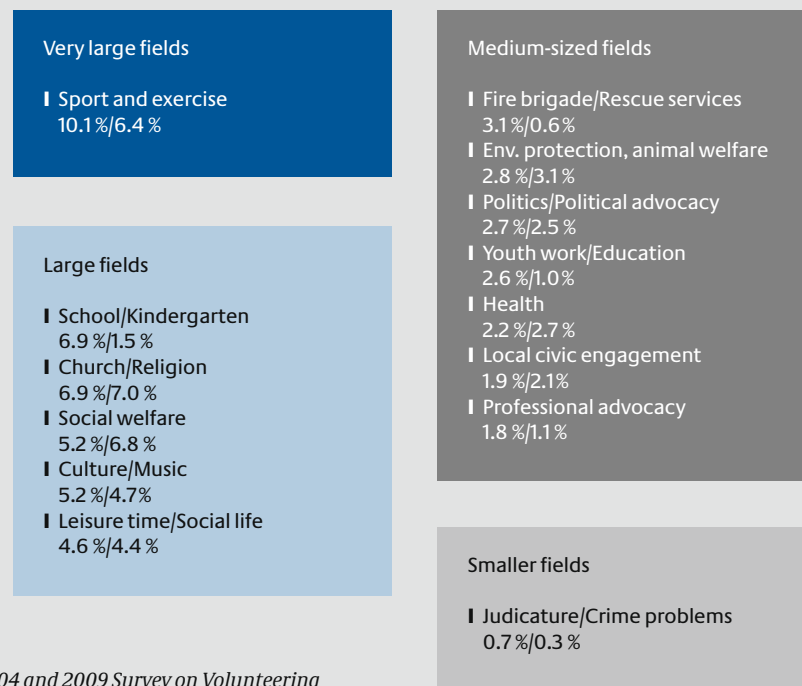 Very large fields
Sport and exercise
10.1 %/6.4 %
Large fields
School/Kindergarten
6.9 %/1.5 %
Church/Religion
6.9 %/7.0 %
Social welfare
5.2 %/6.8 %
Culture/Music
5.2 %/4.7%
Leisure time/Social life
4.6 %/4.4 %
Medium-sized fields
Fire brigade/Rescue services
3.1 %/0.6 %
Env. protection, animal welfare
2.8 %/3.1 %
Politics/Political advocacy
2.7 %/2.5 %
Youth work/Education
2.6 %/1.0 %
Health
2.2 %/2.7 %
Local civic engagement
1.9 %/2.1%
Professional advocacy
1.8 %/1.1 %
Smaller fields
Judicature/Crime problems
0.7 %/0.3 %
04 and 2009 Survey on Volunteering